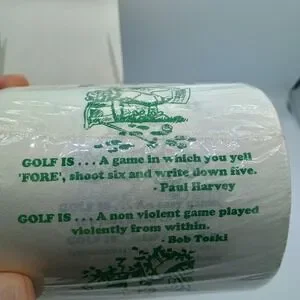 GOLF IS . . . A game in which you yell
'FORE', shoot six and write down five.
- Paul Harvey
GOLF IS . . . A non violent game played
violently from within.
- Bob Toski